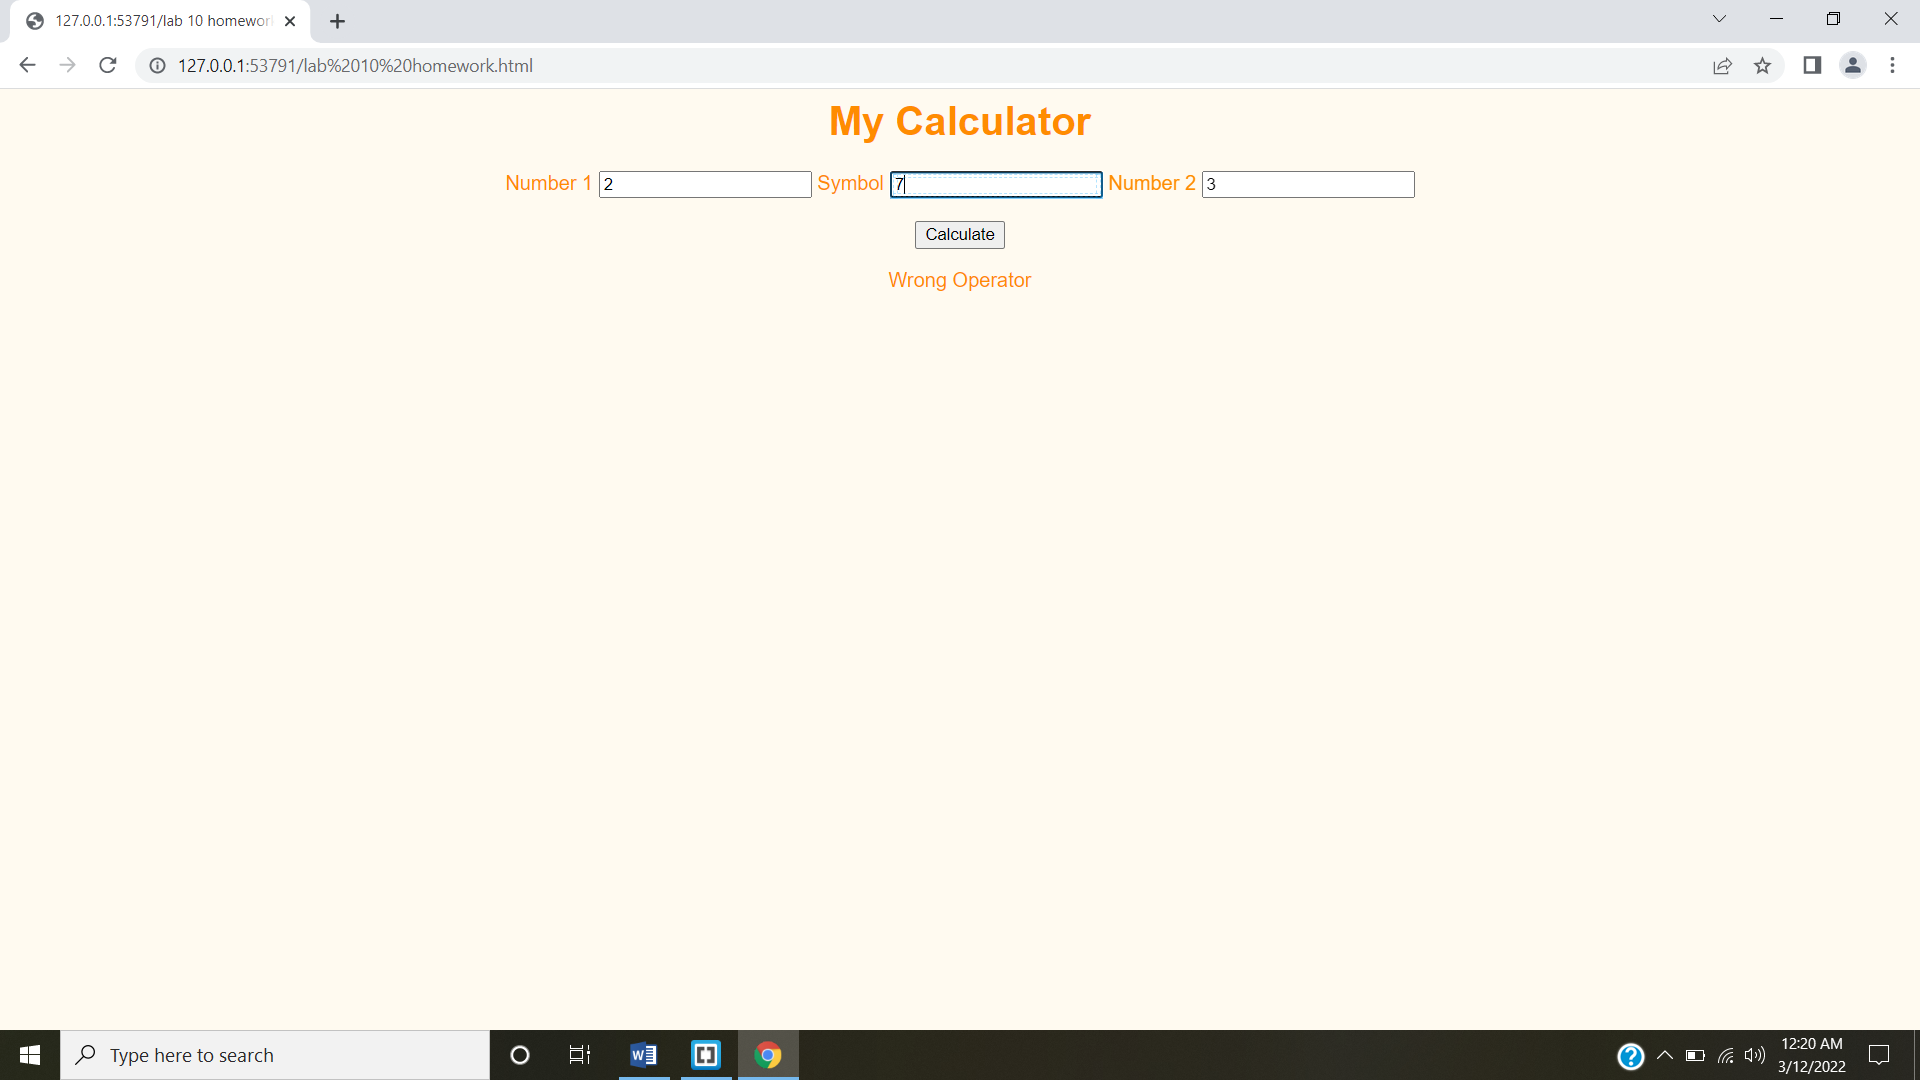 127.0.0.1:53791/lab 10 homewor
127.0.0.1:53791/lab%2010%20homework.html
My Calculator
Number 1 2 Symbol 7 Number 2 3
Calculate
Wrong Operator
Type here to search
12:20 AM
3/12/2022